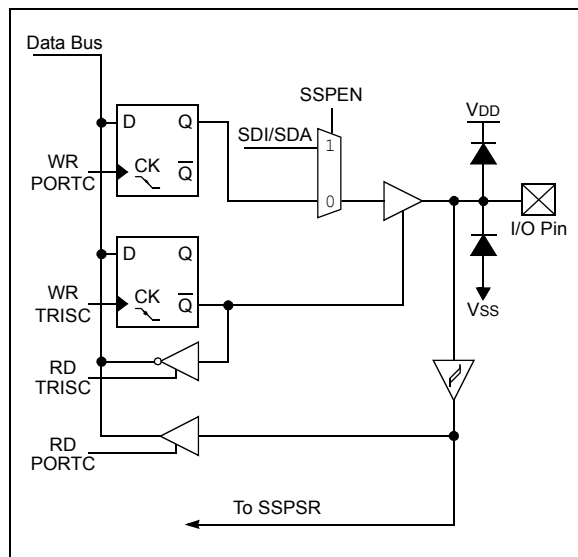 Data Bus
SSPEN
VDD
D Q
SDI/SDA
1
WR
PORTC
CK
Q
0
I/O Pin
D Q
VSS
WR
TRISC
CK
Q
RD
TRISC
RD
PORTC
To SSPSR